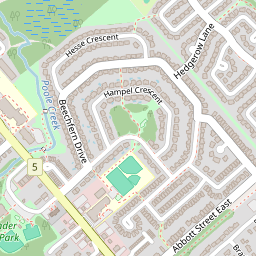 Hesse Crescent
Hedgerow Lane
Hampel Crescent
Poole Creek
Beechfern Drive
5
Abbott Street East
Park